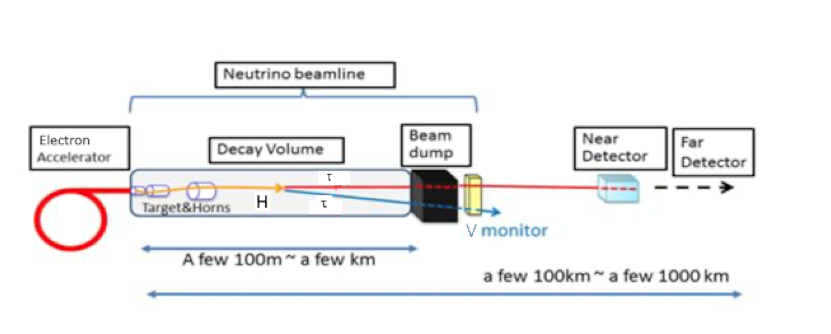 Neutrino beamline
Electron
Accelerator
Decay Volume
Beam
dump
Near
Detector
Far
Detector
τ
τ
H
Target&Horns
V monitor
A few 100m ~ a few km
a few 100km ~ a few 1000 km